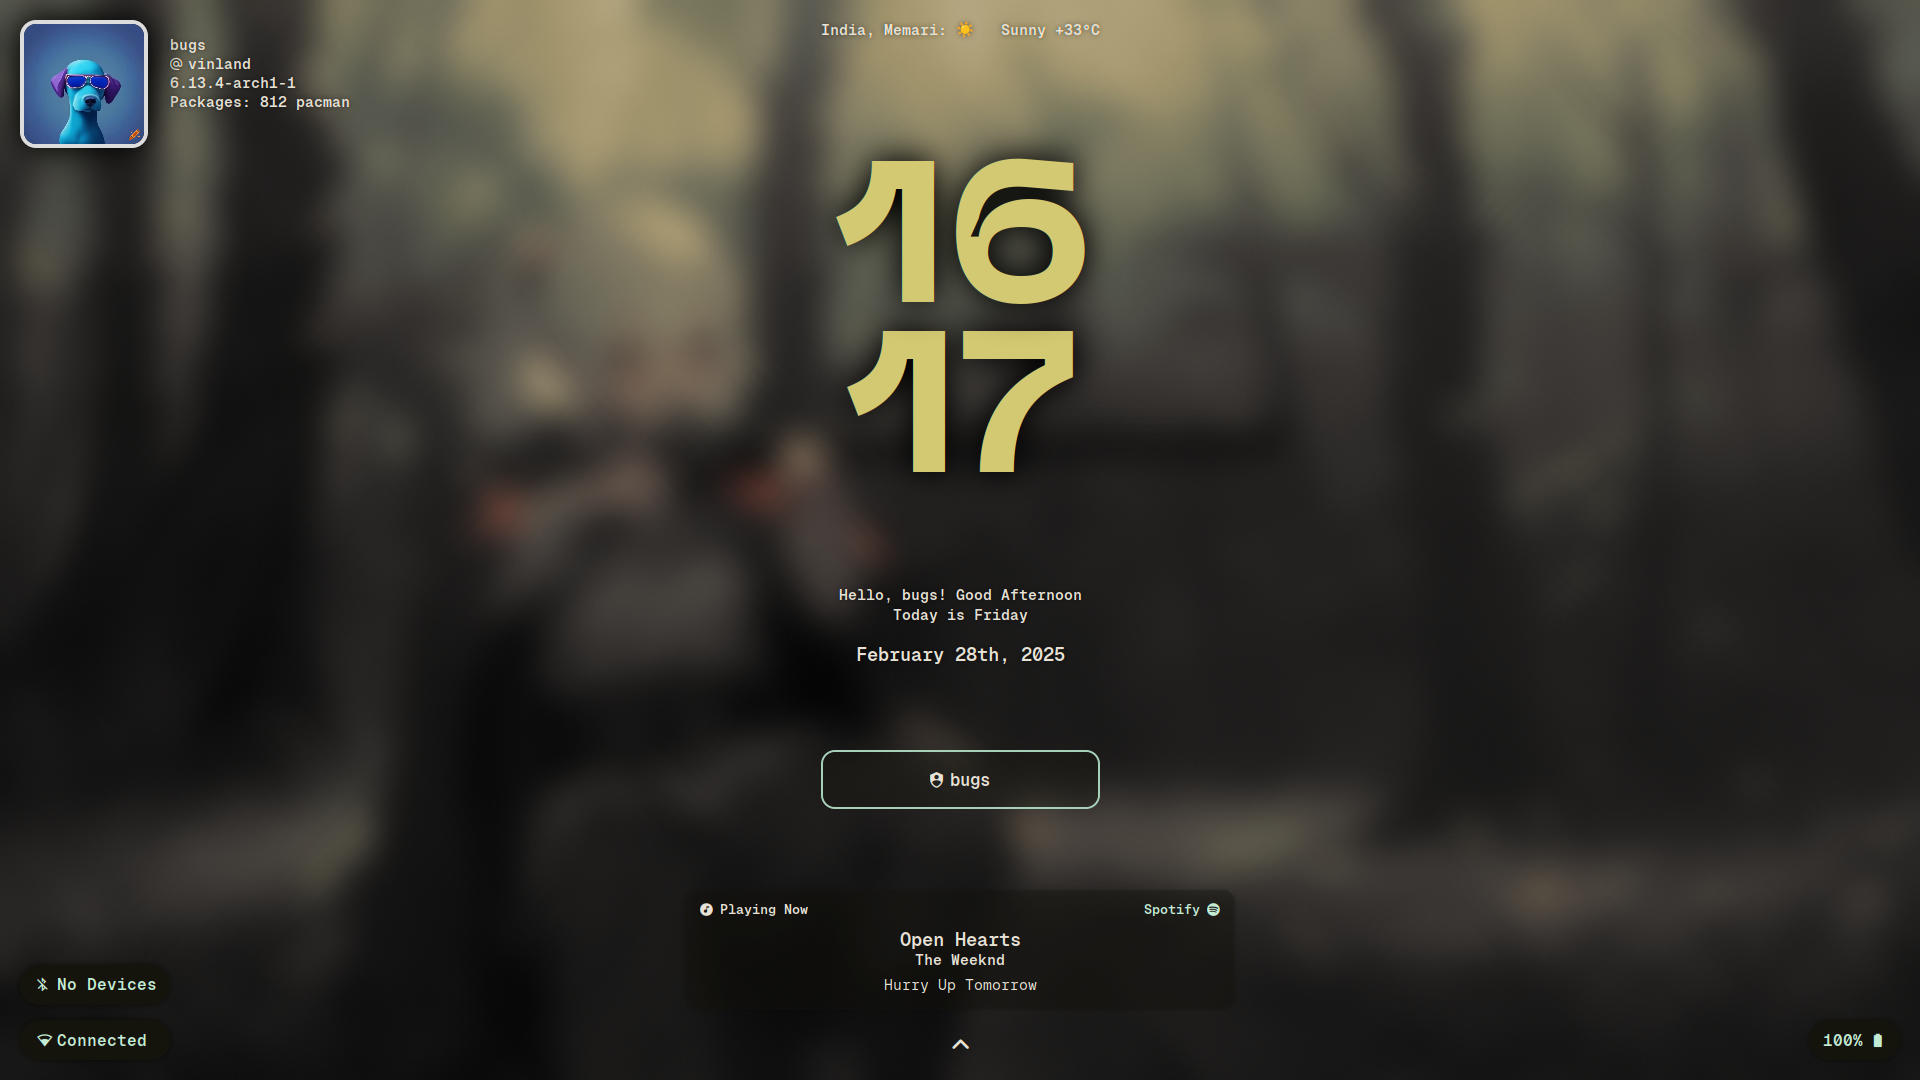 India, Memari: ☀️ Sunny +33°C
bugs
@ vinland
6.13.4-arch1-1
Packages: 812 pacman
16
17
Hello, bugs! Good Afternoon
Today is Friday
February 28th, 2025
bugs
Playing Now
Spotify
Open Hearts
The Weeknd
Hurry Up Tomorrow
No Devices
Connected
100%